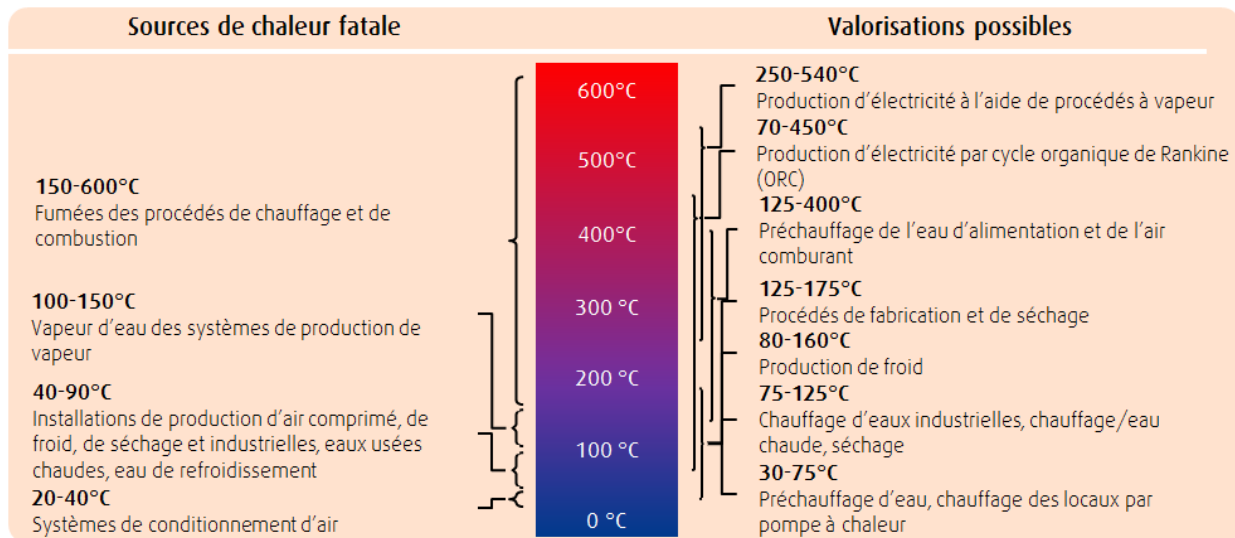 Sources de chaleur fatale
150-600°C
Fumées des procédés de chauffage et de
combustion
100-150°C
Vapeur d'eau des systèmes de production de
vapeur
40-90°C
Installations de production d'air comprimé, de
froid, de séchage et industrielles, eaux usées
chaudes, eau de refroidissement
20-40°C
Systèmes de conditionnement d'air
600°C
500°C
400°C
300 °C
200 °C
100 °C
0 °C
Valorisations possibles
250-540°C
Production d'électricité à l'aide de procédés à vapeur
70-450°C
Production d'électricité par cycle organique de Rankine
(ORC)
125-400°C
Préchauffage de l'eau d'alimentation et de l'air
comburant
125-175°C
Procédés de fabrication et de séchage
80-160°C
Production de froid
75-125°C
Chauffage d'eaux industrielles, chauffage/eau
chaude, séchage
30-75°C
Préchauffage d'eau, chauffage des locaux par
pompe à chaleur